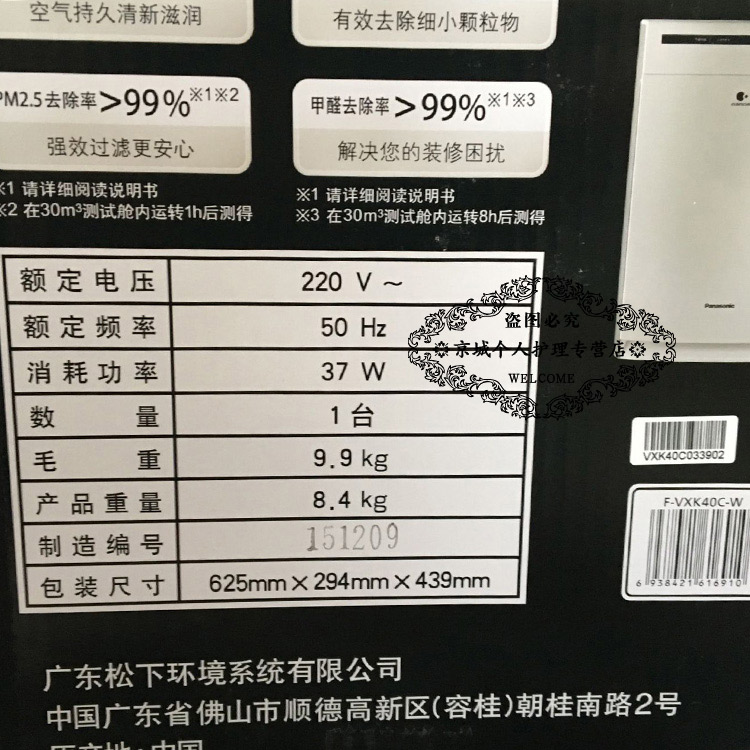 空气持久清新滋润
有效去除细小颗粒物
PM2.5去除率>99%※1※2
强效过滤更安心
甲醛去除率>99%※1※3
解决您的装修困扰
※1 请详细阅读说明书
※2 在30m³测试舱内运转1h后测得
※1 请详细阅读说明书
※3 在30m³测试舱内运转8h后测得
额定电压 220 V ~
额定频率 50 Hz
消耗功率 37 W
数量 1 台
毛重 9.9 kg
产品重量 8.4 kg
制造编号 151209
包装尺寸 625mm×294mm×439mm
Panasonic
盗图必究
※京城个人护理专营店※
WELCOME
VXK40C033902
F-VXK40C-W
6 938421 616910
广东松下环境系统有限公司
中国广东省佛山市顺德高新区(容桂)朝桂南路2号
原产地:中国